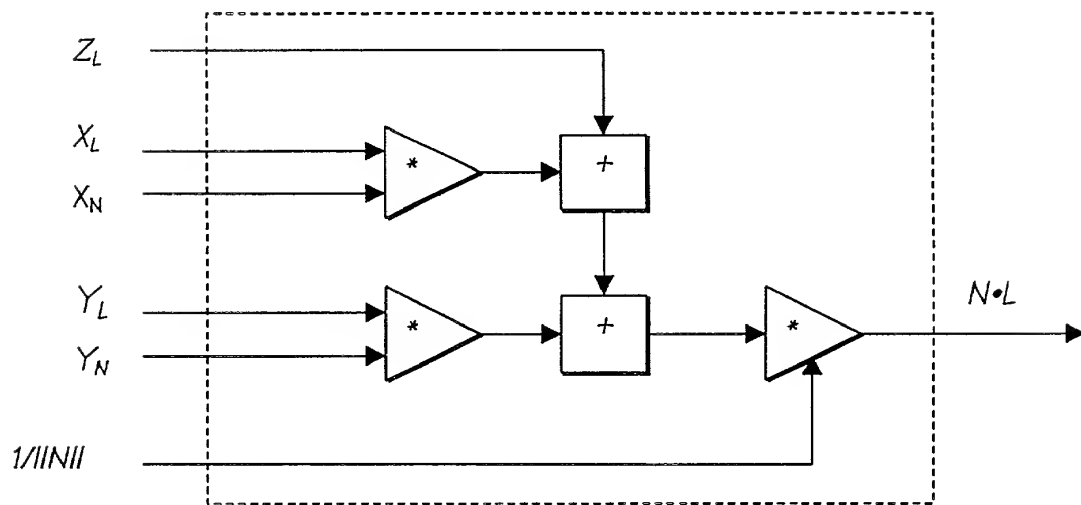 Z_L
X_L
*
+
X_N
Y_L
*
+
*
N•L
Y_N
1/||N||